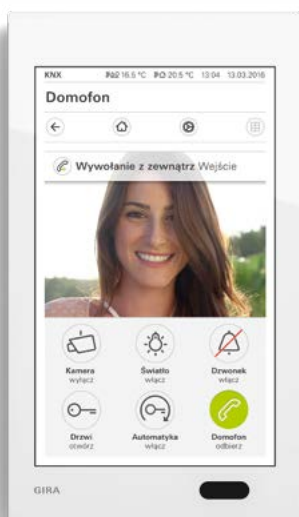 KNX 16.5 °C 20.5 °C 13:04 13.03.2016
Domofon
Wywołanie z zewnątrz Wejście
Kamera Światło Dzwonek
wyłącz włącz włącz
Drzwi Automatyka Domofon
otwórz włącz odbierz
GIRA